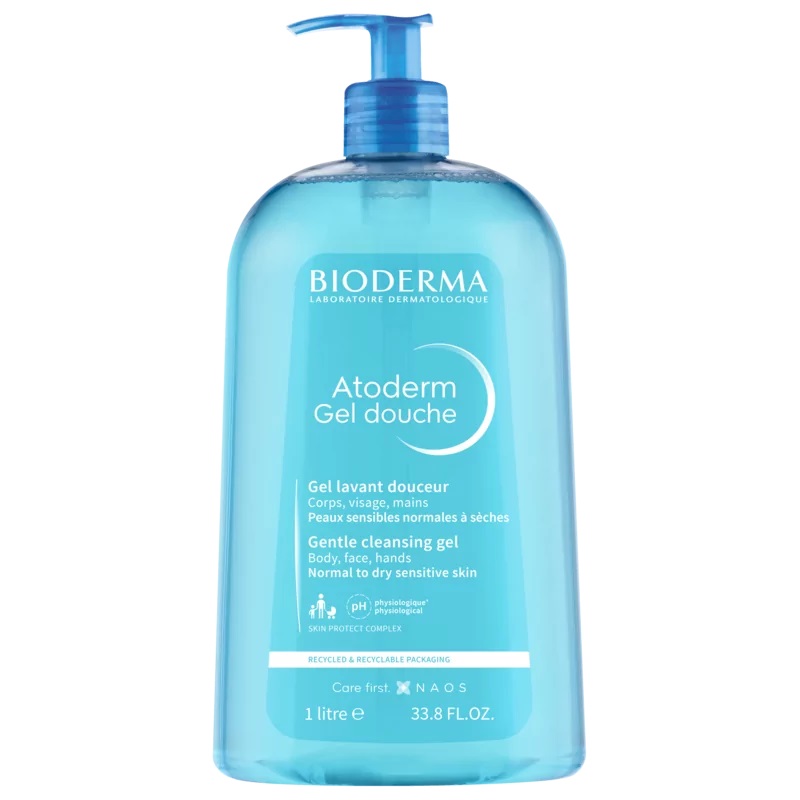 BIODERMA
LABORATOIRE DERMATOLOGIQUE
Atoderm
Gel douche
Gel lavant douceur
Corps, visage, mains
Peaux sensibles normales à sèches
Gentle cleansing gel
Body, face, hands
Normal to dry sensitive skin
pH physiologique*
physiological
SKIN PROTECT COMPLEX
RECYCLED & RECYCLABLE PACKAGING
Care first. NAOS
1 litre ℮ 33.8 FL.OZ.